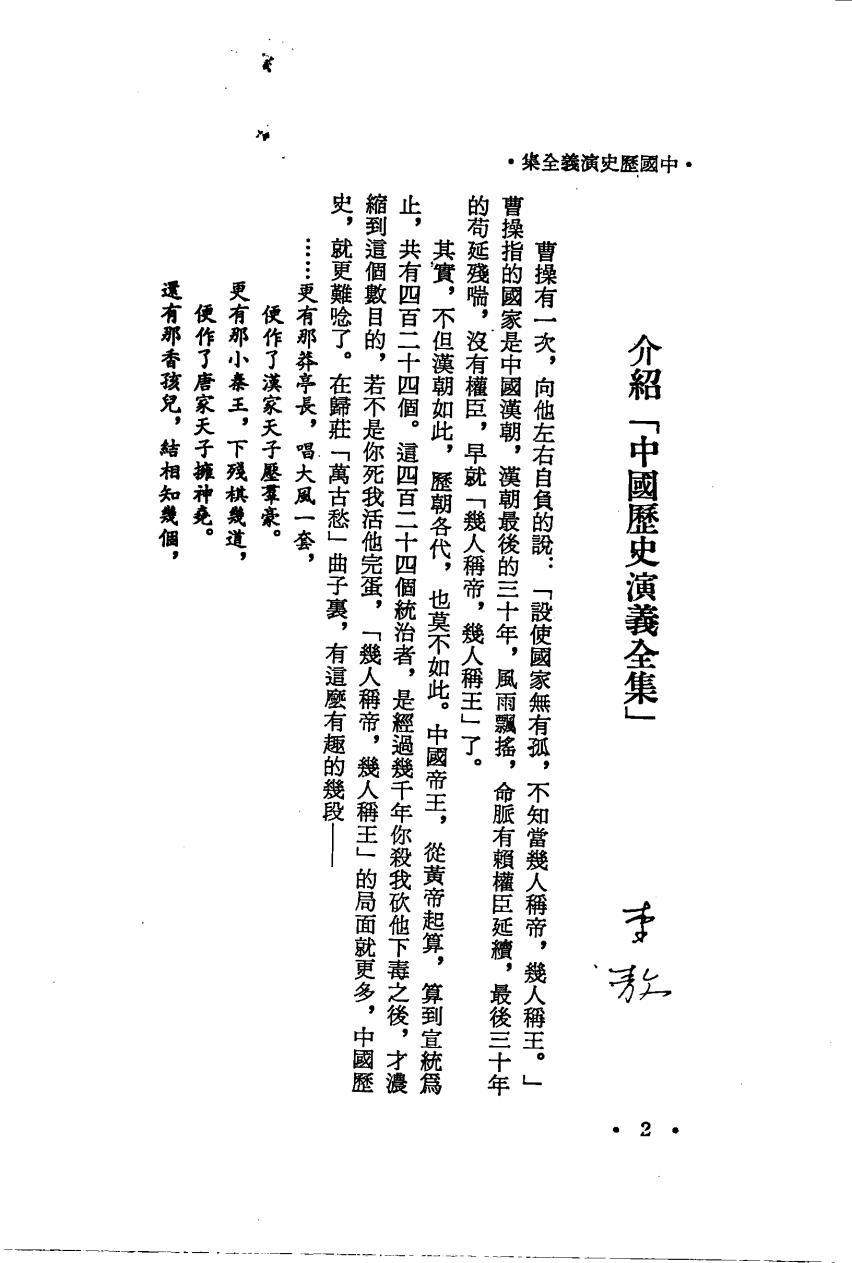 ·中國歷史演義全集·
介紹「中國歷史演義全集」
李敖
曹操有一次，向他左右自負的說：「設使國家無有孤，不知當幾人稱帝，幾人稱王。」
曹操指的國家是中國漢朝，漢朝最後的三十年，風雨飄搖，命脈有賴權臣延續，最後三十年
的苟延殘喘，沒有權臣，早就「幾人稱帝，幾人稱王」了。
其實，不但漢朝如此，歷朝各代，也莫不如此。中國帝王，從黃帝起算，算到宣統爲
止，共有四百二十四個。這四百二十四個統治者，是經過幾千年你殺我砍他下毒之後，才濃
縮到這個數目的，若不是你死我活他完蛋，「幾人稱帝，幾人稱王」的局面就更多，中國歷
史，就更難唸了。在歸莊「萬古愁」曲子裏，有這麼有趣的幾段——
……更有那莽亭長，唱大風一套，
便作了漢家天子壓羣豪。
更有那小秦王，下殘棋幾道，
便作了唐家天子擁神堯。
還有那香孩兒，結相知幾個，
·2·